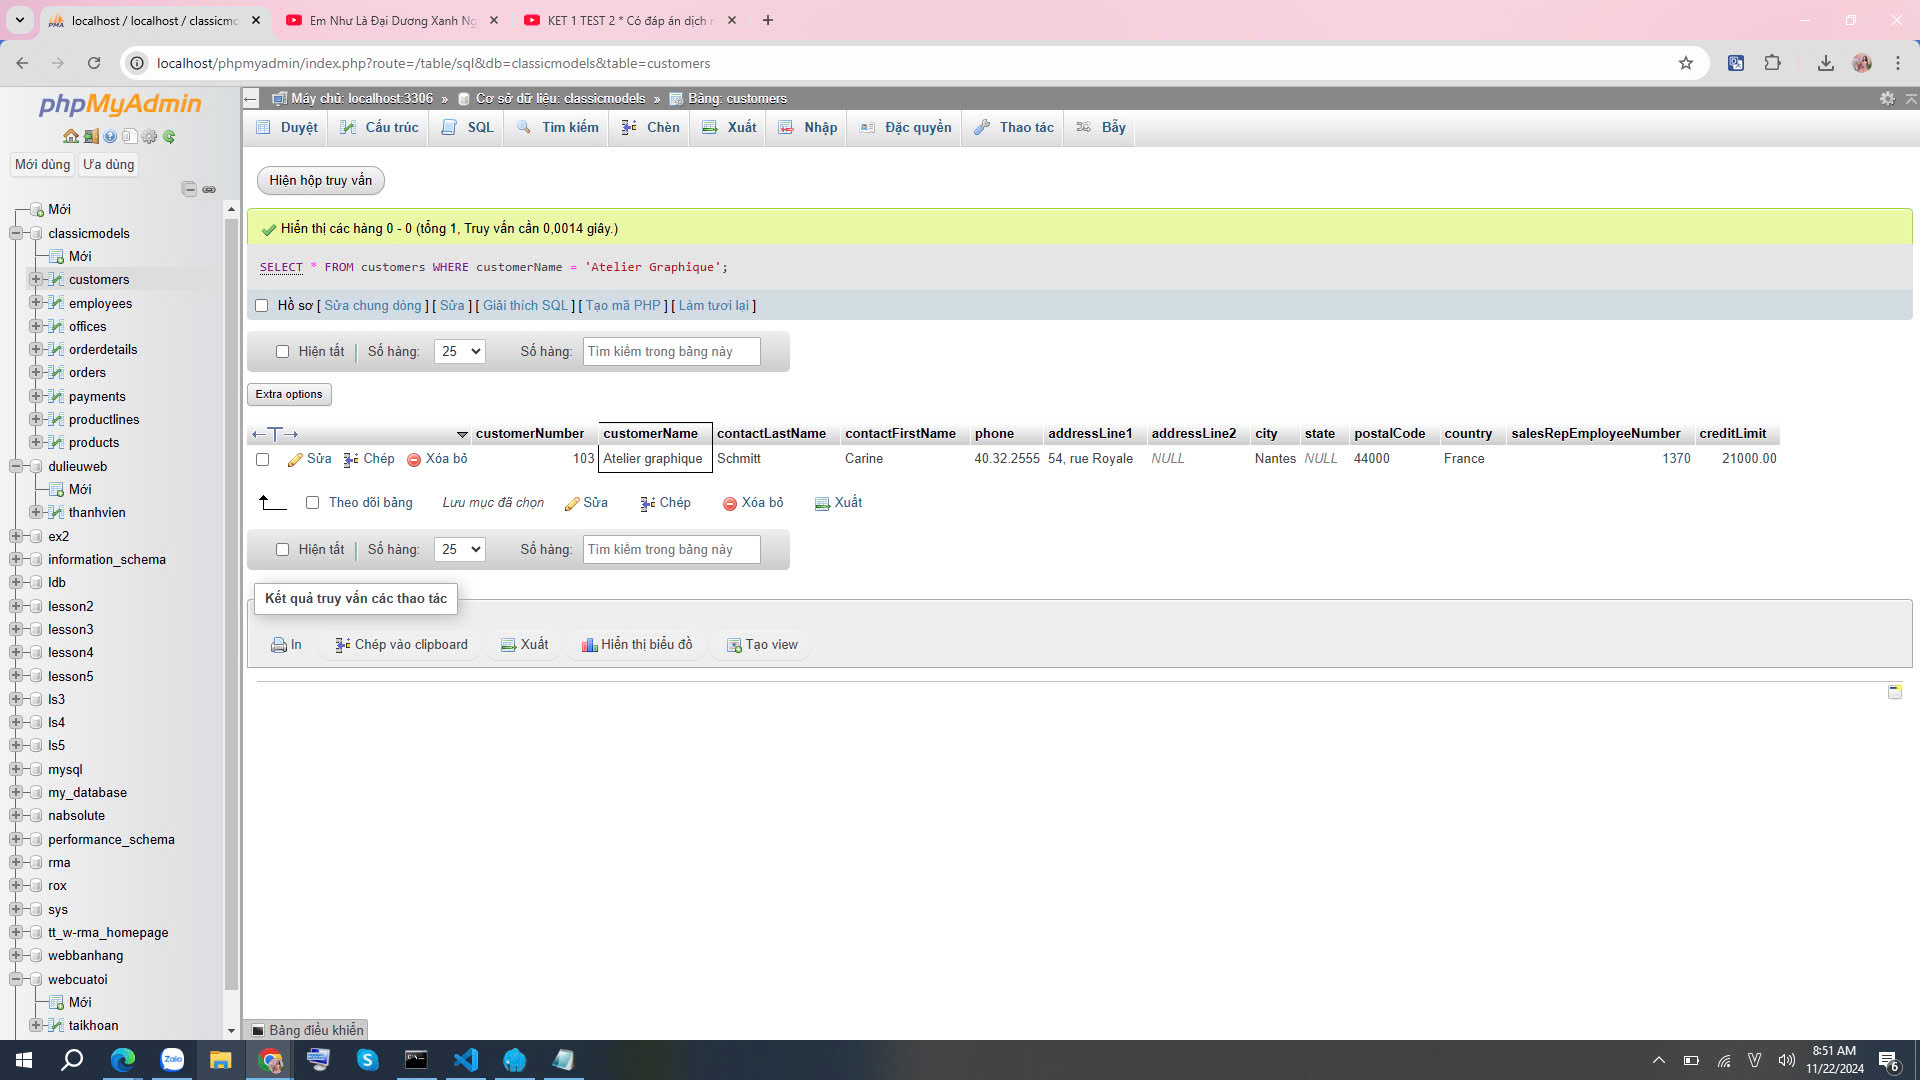 localhost / localhost / classicmo
Em Như Là Đại Dương Xanh Ng
KET 1 TEST 2 * Có đáp án dịch
localhost/phpmyadmin/index.php?route=/table/sql&db=classicmodels&table=customers
phpMyAdmin
Mới dùng Ưa dùng
Mới
classicmodels
Mới
customers
employees
offices
orderdetails
orders
payments
productlines
products
dulieuweb
Mới
thanhvien
ex2
information_schema
ldb
lesson2
lesson3
lesson4
lesson5
ls3
ls4
ls5
mysql
my_database
nabsolute
performance_schema
rma
rox
sys
tt_w-rma_homepage
webbanhang
webcuatoi
Mới
taikhoan
Máy chủ: localhost:3306 » Cơ sở dữ liệu: classicmodels » Bảng: customers
Duyệt Cấu trúc SQL Tìm kiếm Chèn Xuất Nhập Đặc quyền Thao tác Bẫy
Hiện hộp truy vấn
Hiển thị các hàng 0 - 0 (tổng 1, Truy vấn cần 0,0014 giây.)
SELECT * FROM customers WHERE customerName = 'Atelier Graphique';
Hồ sơ [ Sửa chung dòng ] [ Sửa ] [ Giải thích SQL ] [ Tạo mã PHP ] [ Làm tươi lại ]
Hiện tất Số hàng: 25 Số hàng: Tìm kiếm trong bảng này
Extra options
customerNumber customerName contactLastName contactFirstName phone addressLine1 addressLine2 city state postalCode country salesRepEmployeeNumber creditLimit
Sửa Chép Xóa bỏ 103 Atelier graphique Schmitt Carine 40.32.2555 54, rue Royale NULL Nantes NULL 44000 France 1370 21000.00
Theo dõi bảng Lưu mục đã chọn Sửa Chép Xóa bỏ Xuất
Hiện tất Số hàng: 25 Số hàng: Tìm kiếm trong bảng này
Kết quả truy vấn các thao tác
In Chép vào clipboard Xuất Hiển thị biểu đồ Tạo view
Bảng điều khiển
Zalo
8:51 AM
11/22/2024
6